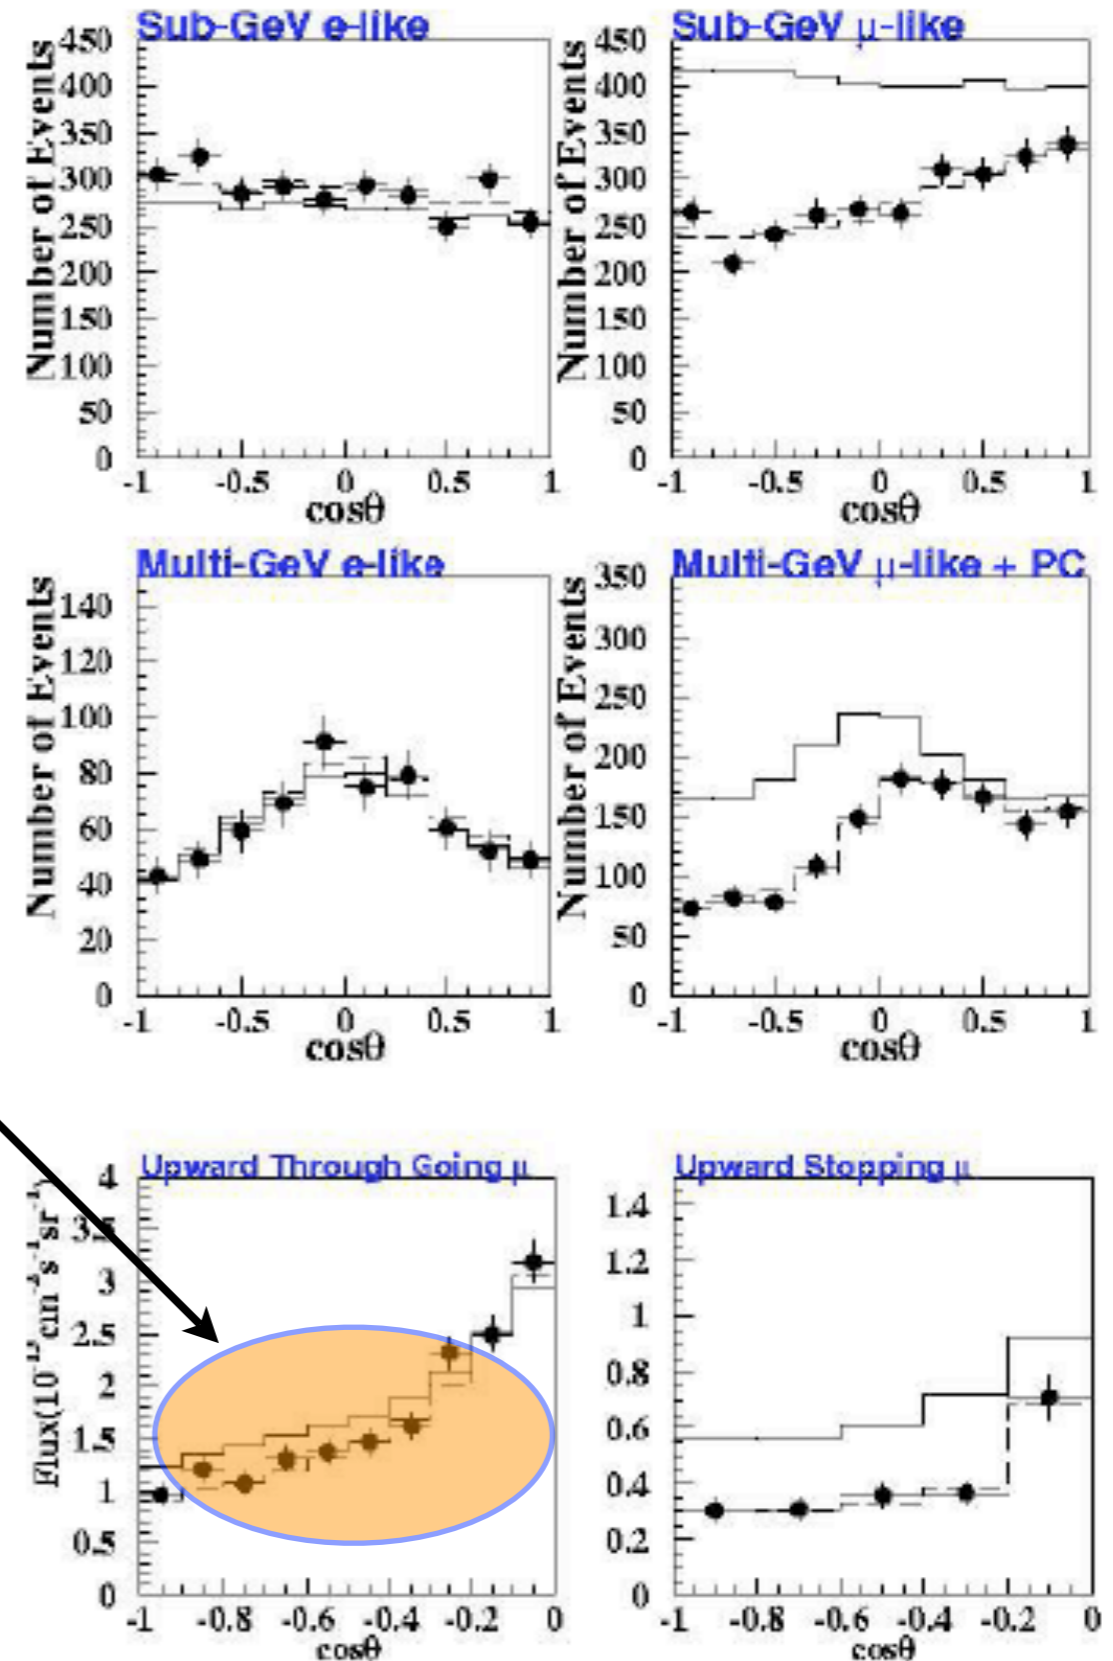 Sub-GeV e-like
Number of Events
450
400
350
300
250
200
150
100
50
0
-1 -0.5 0 0.5 1
cosθ
Sub-GeV μ-like
Number of Events
450
400
350
300
250
200
150
100
50
0
-1 -0.5 0 0.5 1
cosθ
Multi-GeV e-like
Number of Events
140
120
100
80
60
40
20
0
-1 -0.5 0 0.5 1
cosθ
Multi-GeV μ-like + PC
Number of Events
350
300
250
200
150
100
50
0
-1 -0.5 0 0.5 1
cosθ
Upward Through Going μ
4
3.5
3
2.5
2
1.5
1
0.5
0
-1 -0.8 -0.6 -0.4 -0.2 0
cosθ
Upward Stopping μ
1.4
1.2
1
0.8
0.6
0.4
0.2
0
-1 -0.8 -0.6 -0.4 -0.2 0
cosθ